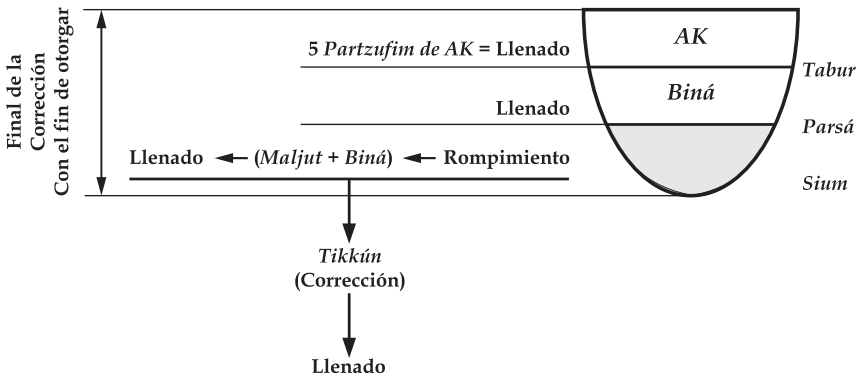 Final de la
Corrección
Con el fin de otorgar
5 Partzufim de AK = Llenado
AK
Tabur
Biná
Llenado
Parsá
Llenado (Maljut + Biná) Rompimiento
Sium
Tikkún
(Corrección)
Llenado